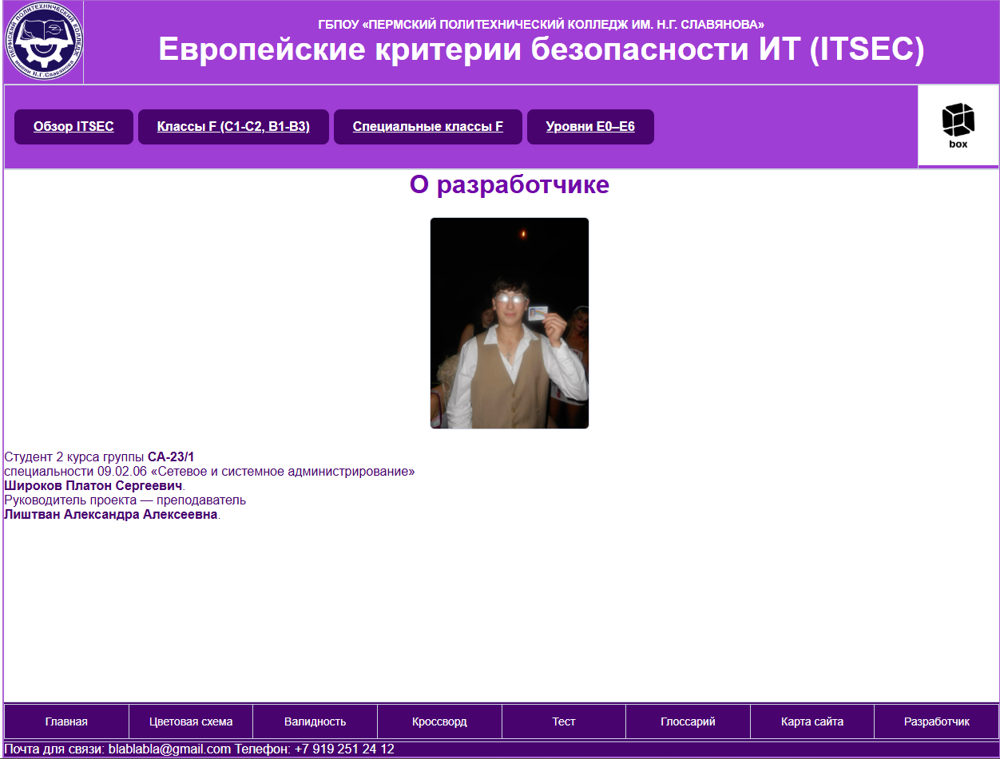 ПЕРМСКИЙ ПОЛИТЕХНИЧЕСКИЙ КОЛЛЕДЖ
имени Н.Г.Славянова
ГБПОУ «ПЕРМСКИЙ ПОЛИТЕХНИЧЕСКИЙ КОЛЛЕДЖ ИМ. Н.Г. СЛАВЯНОВА»
Европейские критерии безопасности ИТ (ITSEC)
Обзор ITSEC Классы F (C1-C2, B1-B3) Специальные классы F Уровни E0–E6
box
О разработчике
Студент 2 курса группы СА-23/1
специальности 09.02.06 «Сетевое и системное администрирование»
Широков Платон Сергеевич.
Руководитель проекта — преподаватель
Лиштван Александра Алексеевна.
Главная Цветовая схема Валидность Кроссворд Тест Глоссарий Карта сайта Разработчик
Почта для связи: blablabla@gmail.com Телефон: +7 919 251 24 12